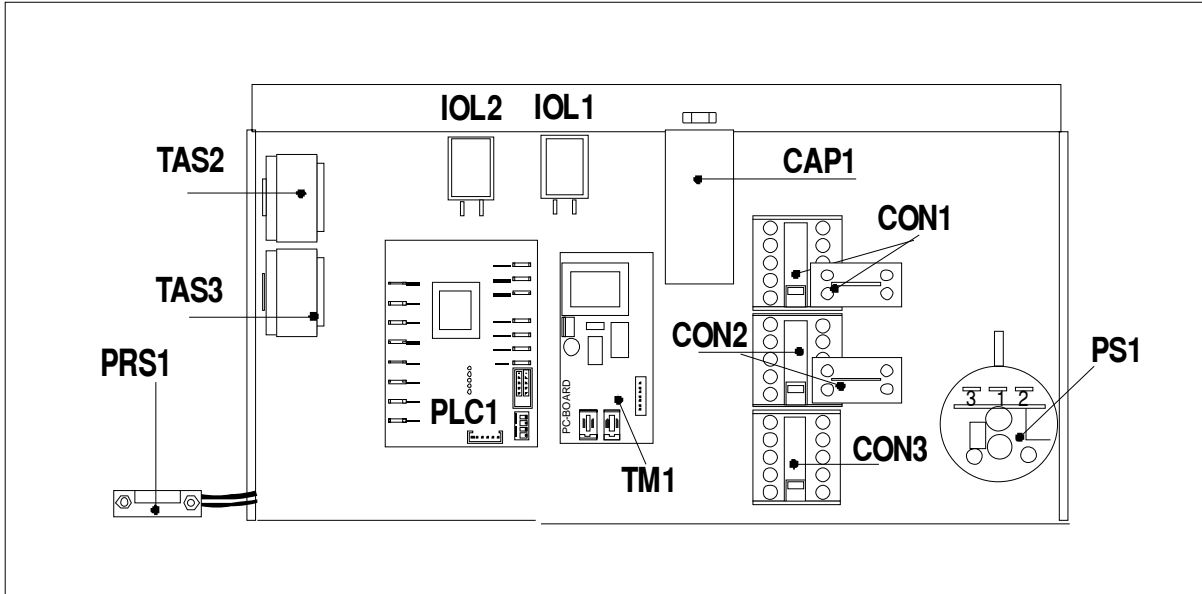 IOL2 IOL1
TAS2
CAP1
CON1
TAS3
CON2
PRS1
PS1
3 1 2
PC-BOARD
PLC1
CON3
TM1